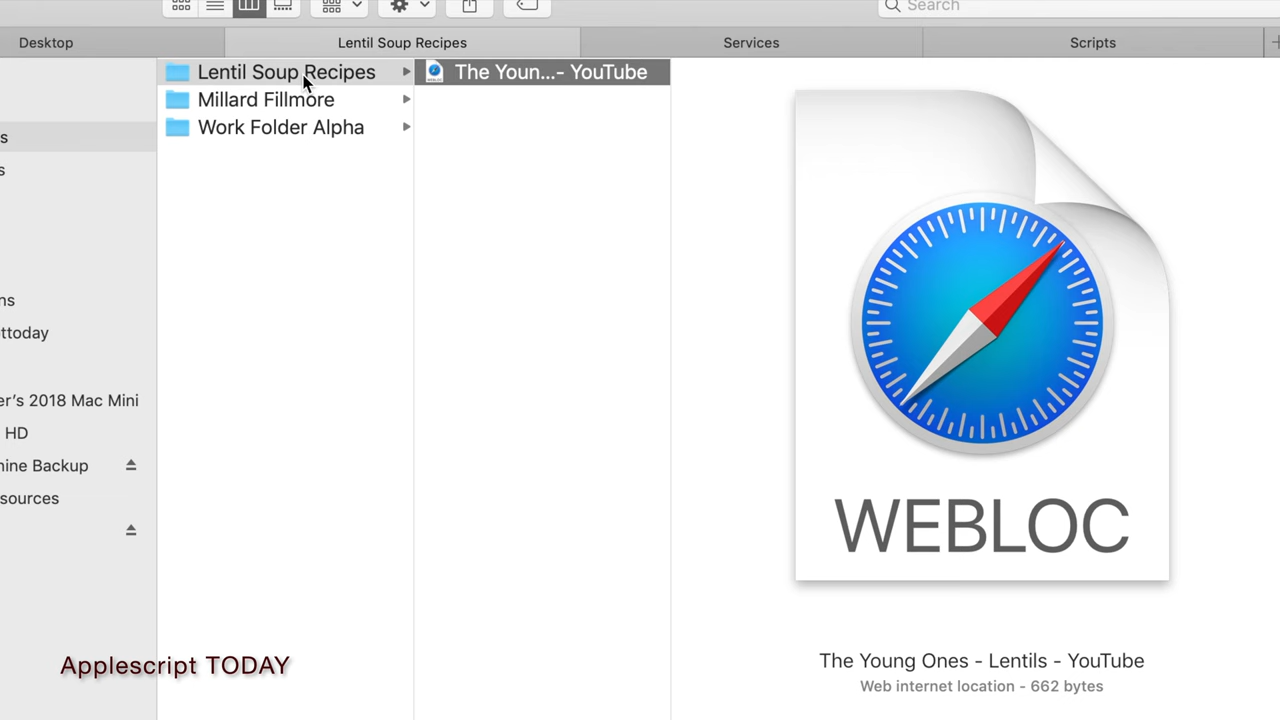 Search
Desktop
Lentil Soup Recipes
Services
Scripts
Lentil Soup Recipes
Millard Fillmore
Work Folder Alpha
The Youn...- YouTube
s
s
ns
ttoday
er’s 2018 Mac Mini
HD
hine Backup
sources
WEBLOC
The Young Ones - Lentils - YouTube
Web internet location - 662 bytes
Applescript TODAY